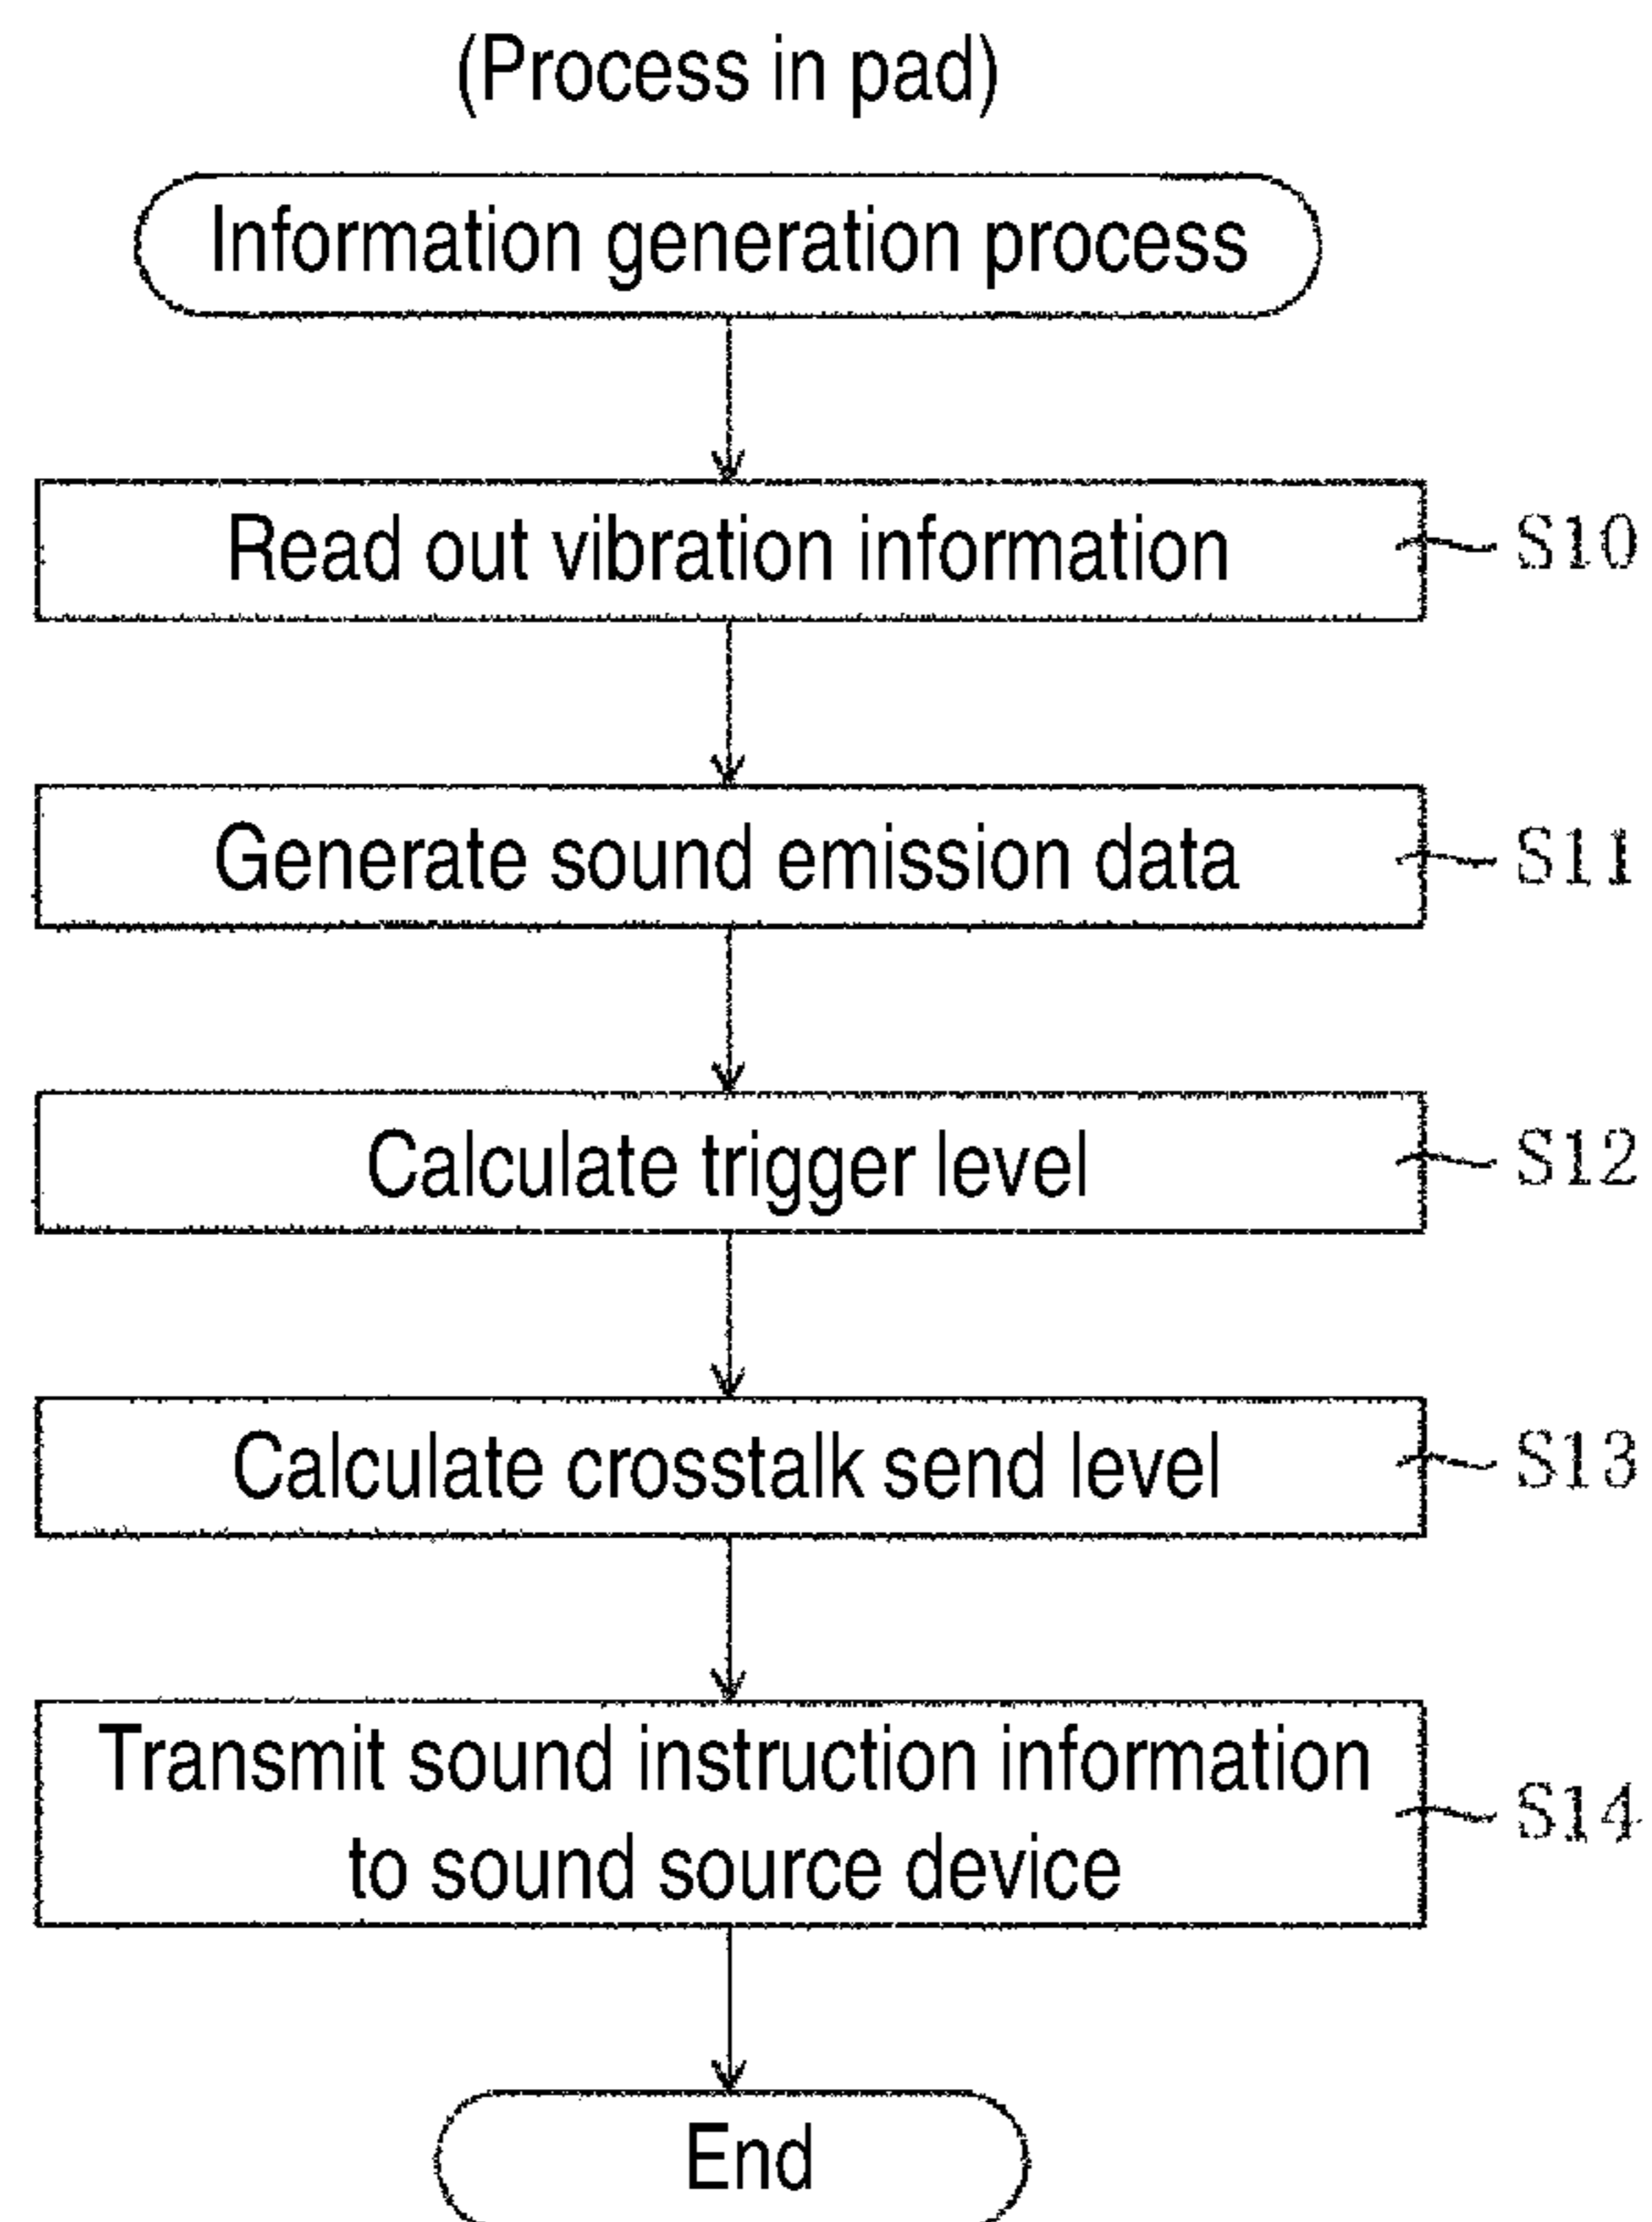 (Process in pad)
Information generation process
Read out vibration information
S10
Generate sound emission data
S11
Calculate trigger level
S12
Calculate crosstalk send level
S13
Transmit sound instruction information
to sound source device
S14
End